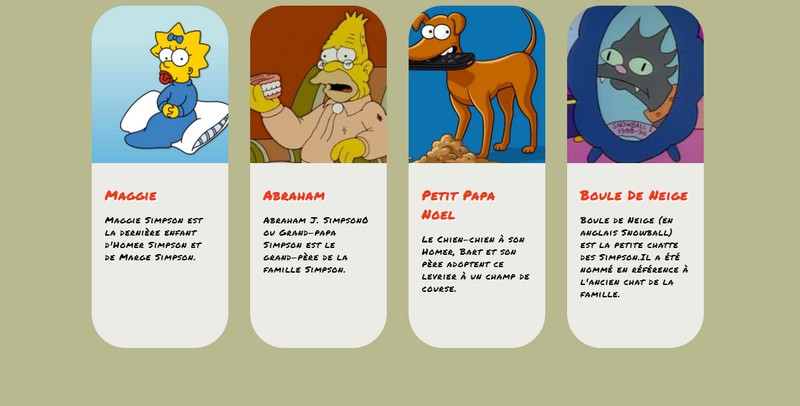 SNOWBALL I
1988-90
Maggie
Maggie Simpson est
la dernière enfant
d'Homer Simpson et
de Marge Simpson.
Abraham
Abraham J. Simpson0
ou Grand-papa
Simpson est le
grand-père de la
famille Simpson.
Petit Papa
Noel
Le Chien-chien à son
Homer, Bart et son
père adoptent ce
levrier à un champ de
course.
Boule De Neige
Boule de Neige (en
anglais Snowball)
est la petite chatte
des Simpson.Il a été
nommé en référence à
l'ancien chat de la
famille.